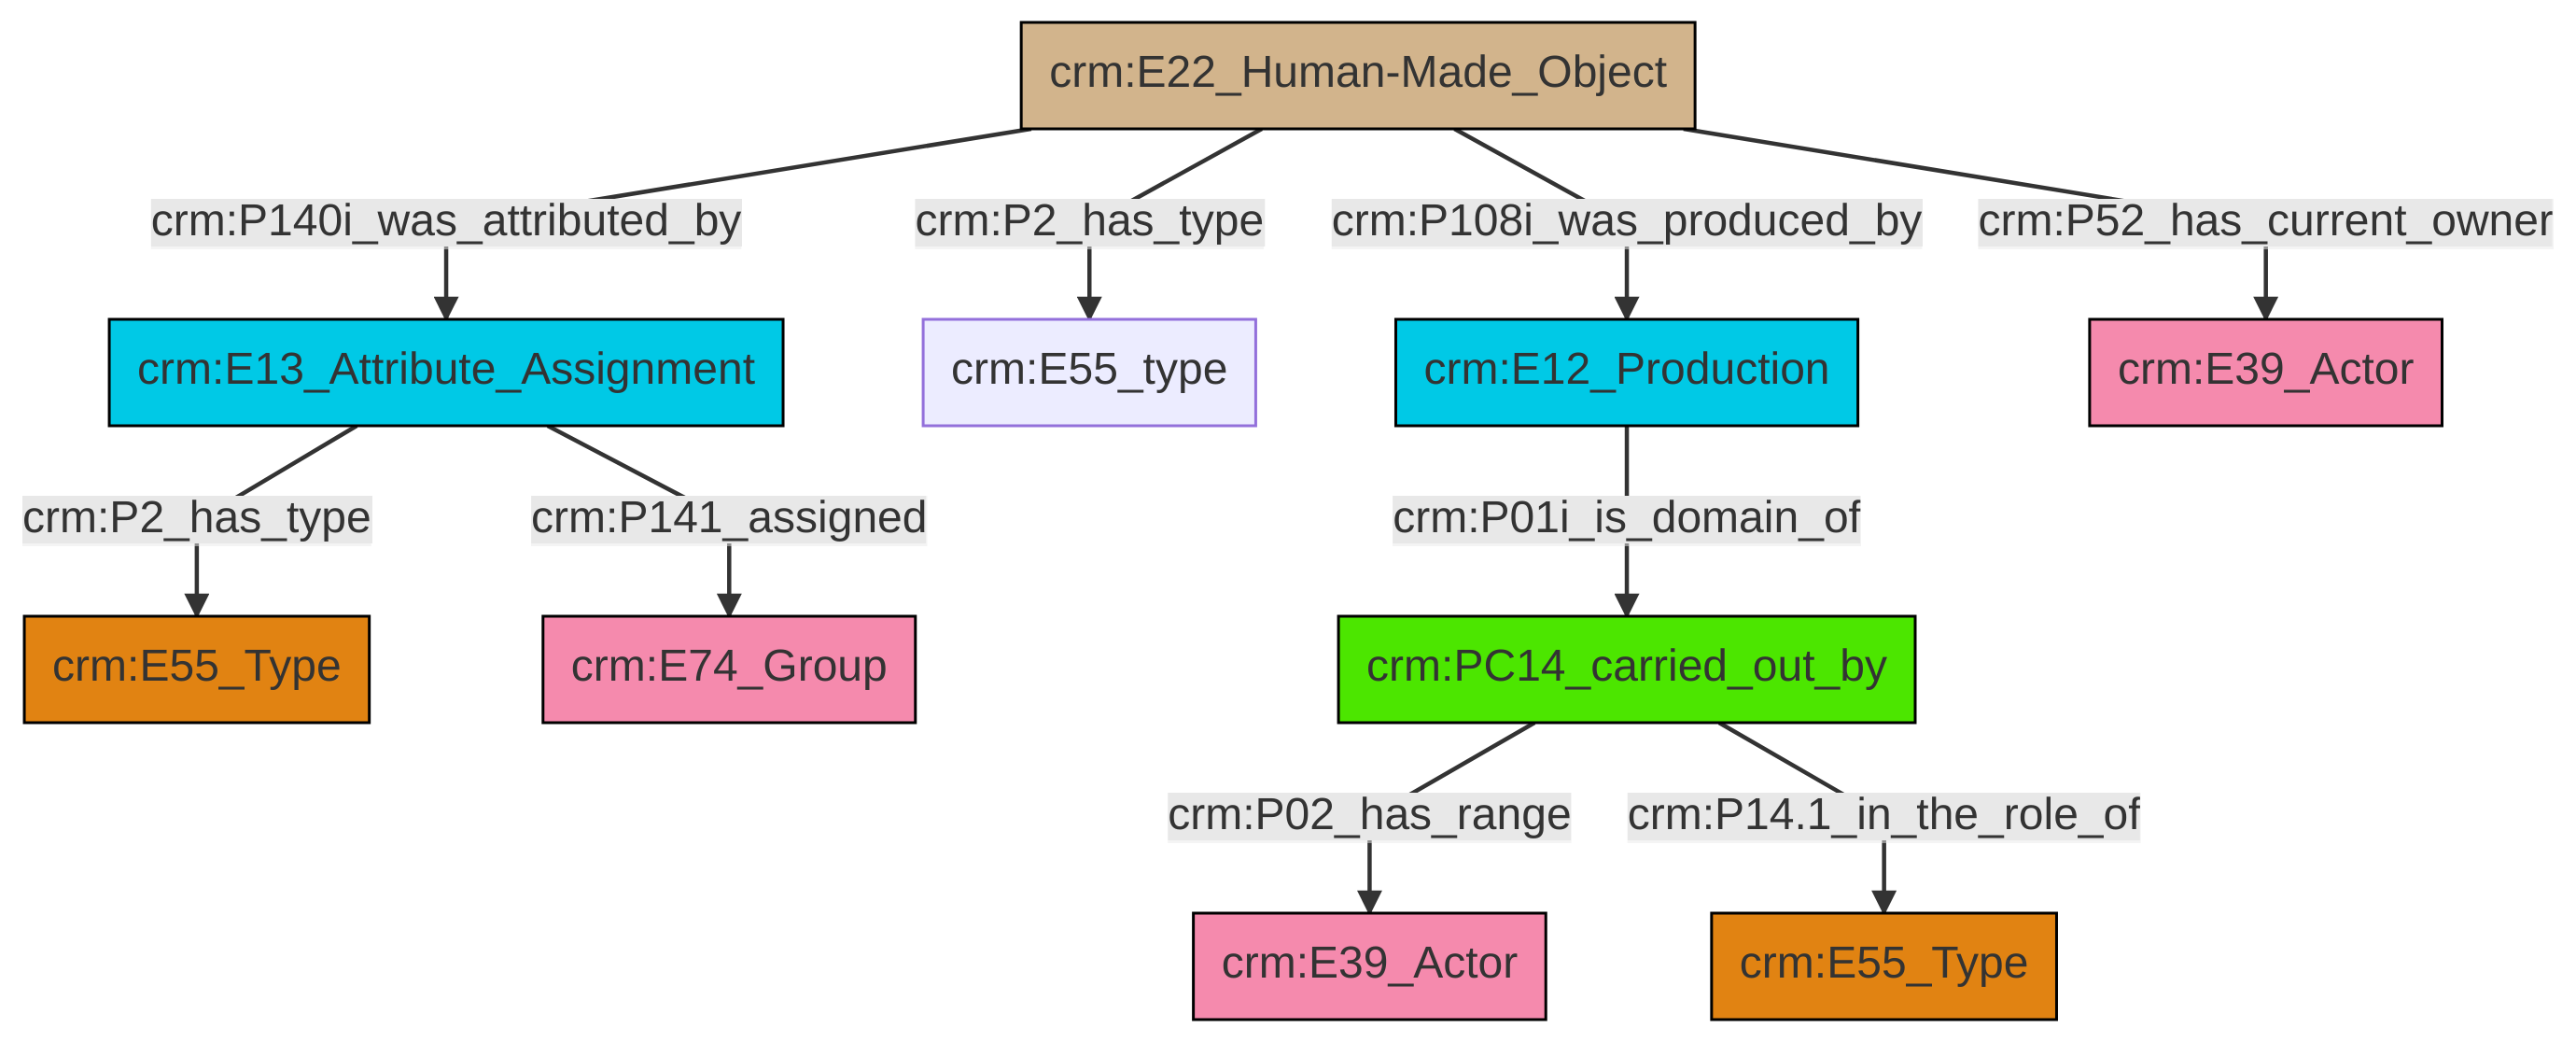 crm:E22_Human-Made_Object
crm:P140i_was_attributed_by
crm:P2_has_type
crm:P108i_was_produced_by
crm:P52_has_current_owner
crm:E13_Attribute_Assignment
crm:E55_type
crm:E12_Production
crm:E39_Actor
crm:P2_has_type
crm:P141_assigned
crm:P01i_is_domain_of
crm:E55_Type
crm:E74_Group
crm:PC14_carried_out_by
crm:P02_has_range
crm:P14.1_in_the_role_of
crm:E39_Actor
crm:E55_Type